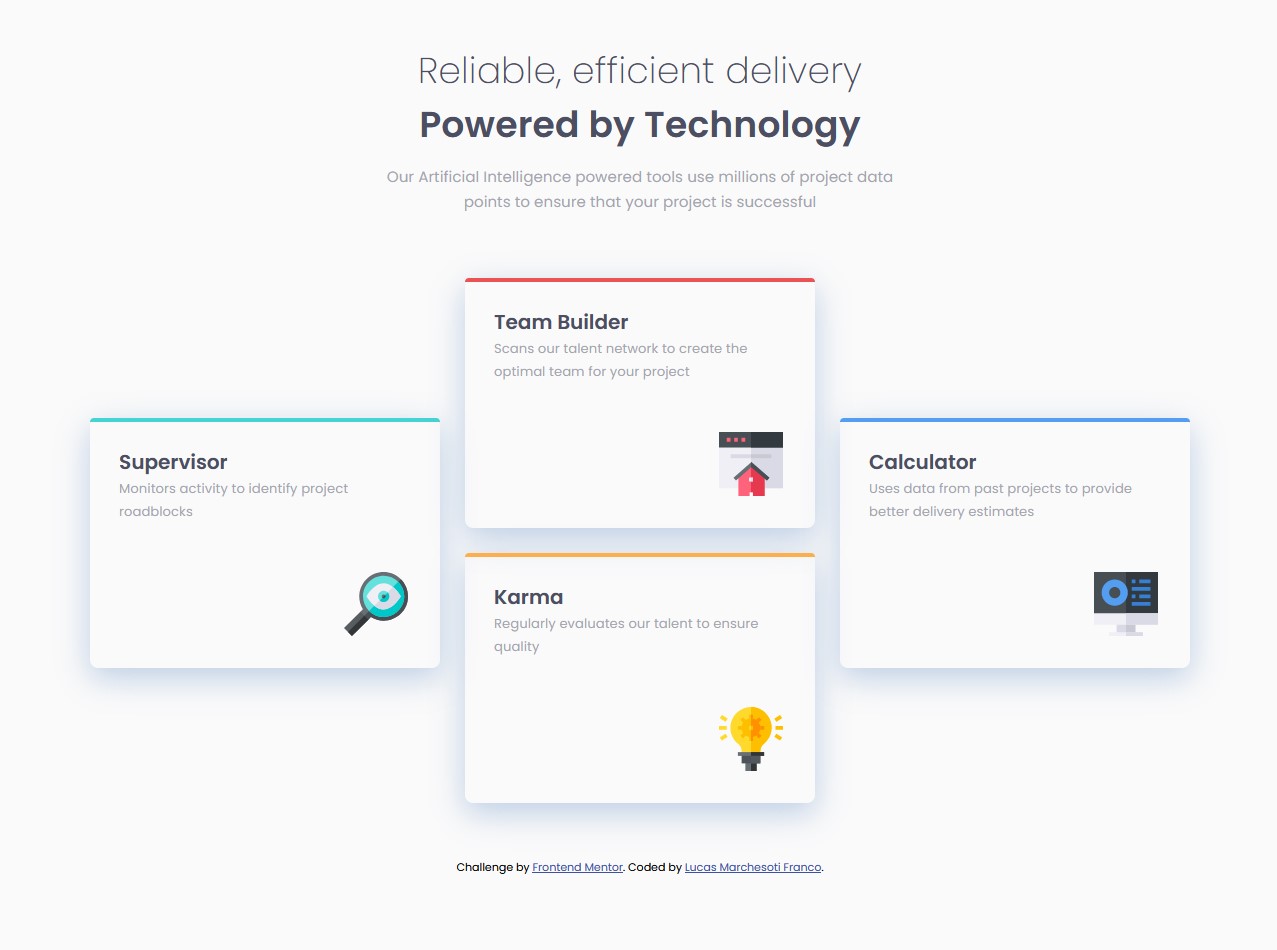 Reliable, efficient delivery
Powered by Technology
Our Artificial Intelligence powered tools use millions of project data
points to ensure that your project is successful
Team Builder
Scans our talent network to create the
optimal team for your project
Supervisor
Monitors activity to identify project
roadblocks
Calculator
Uses data from past projects to provide
better delivery estimates
Karma
Regularly evaluates our talent to ensure
quality
Challenge by Frontend Mentor. Coded by Lucas Marchesoti Franco.